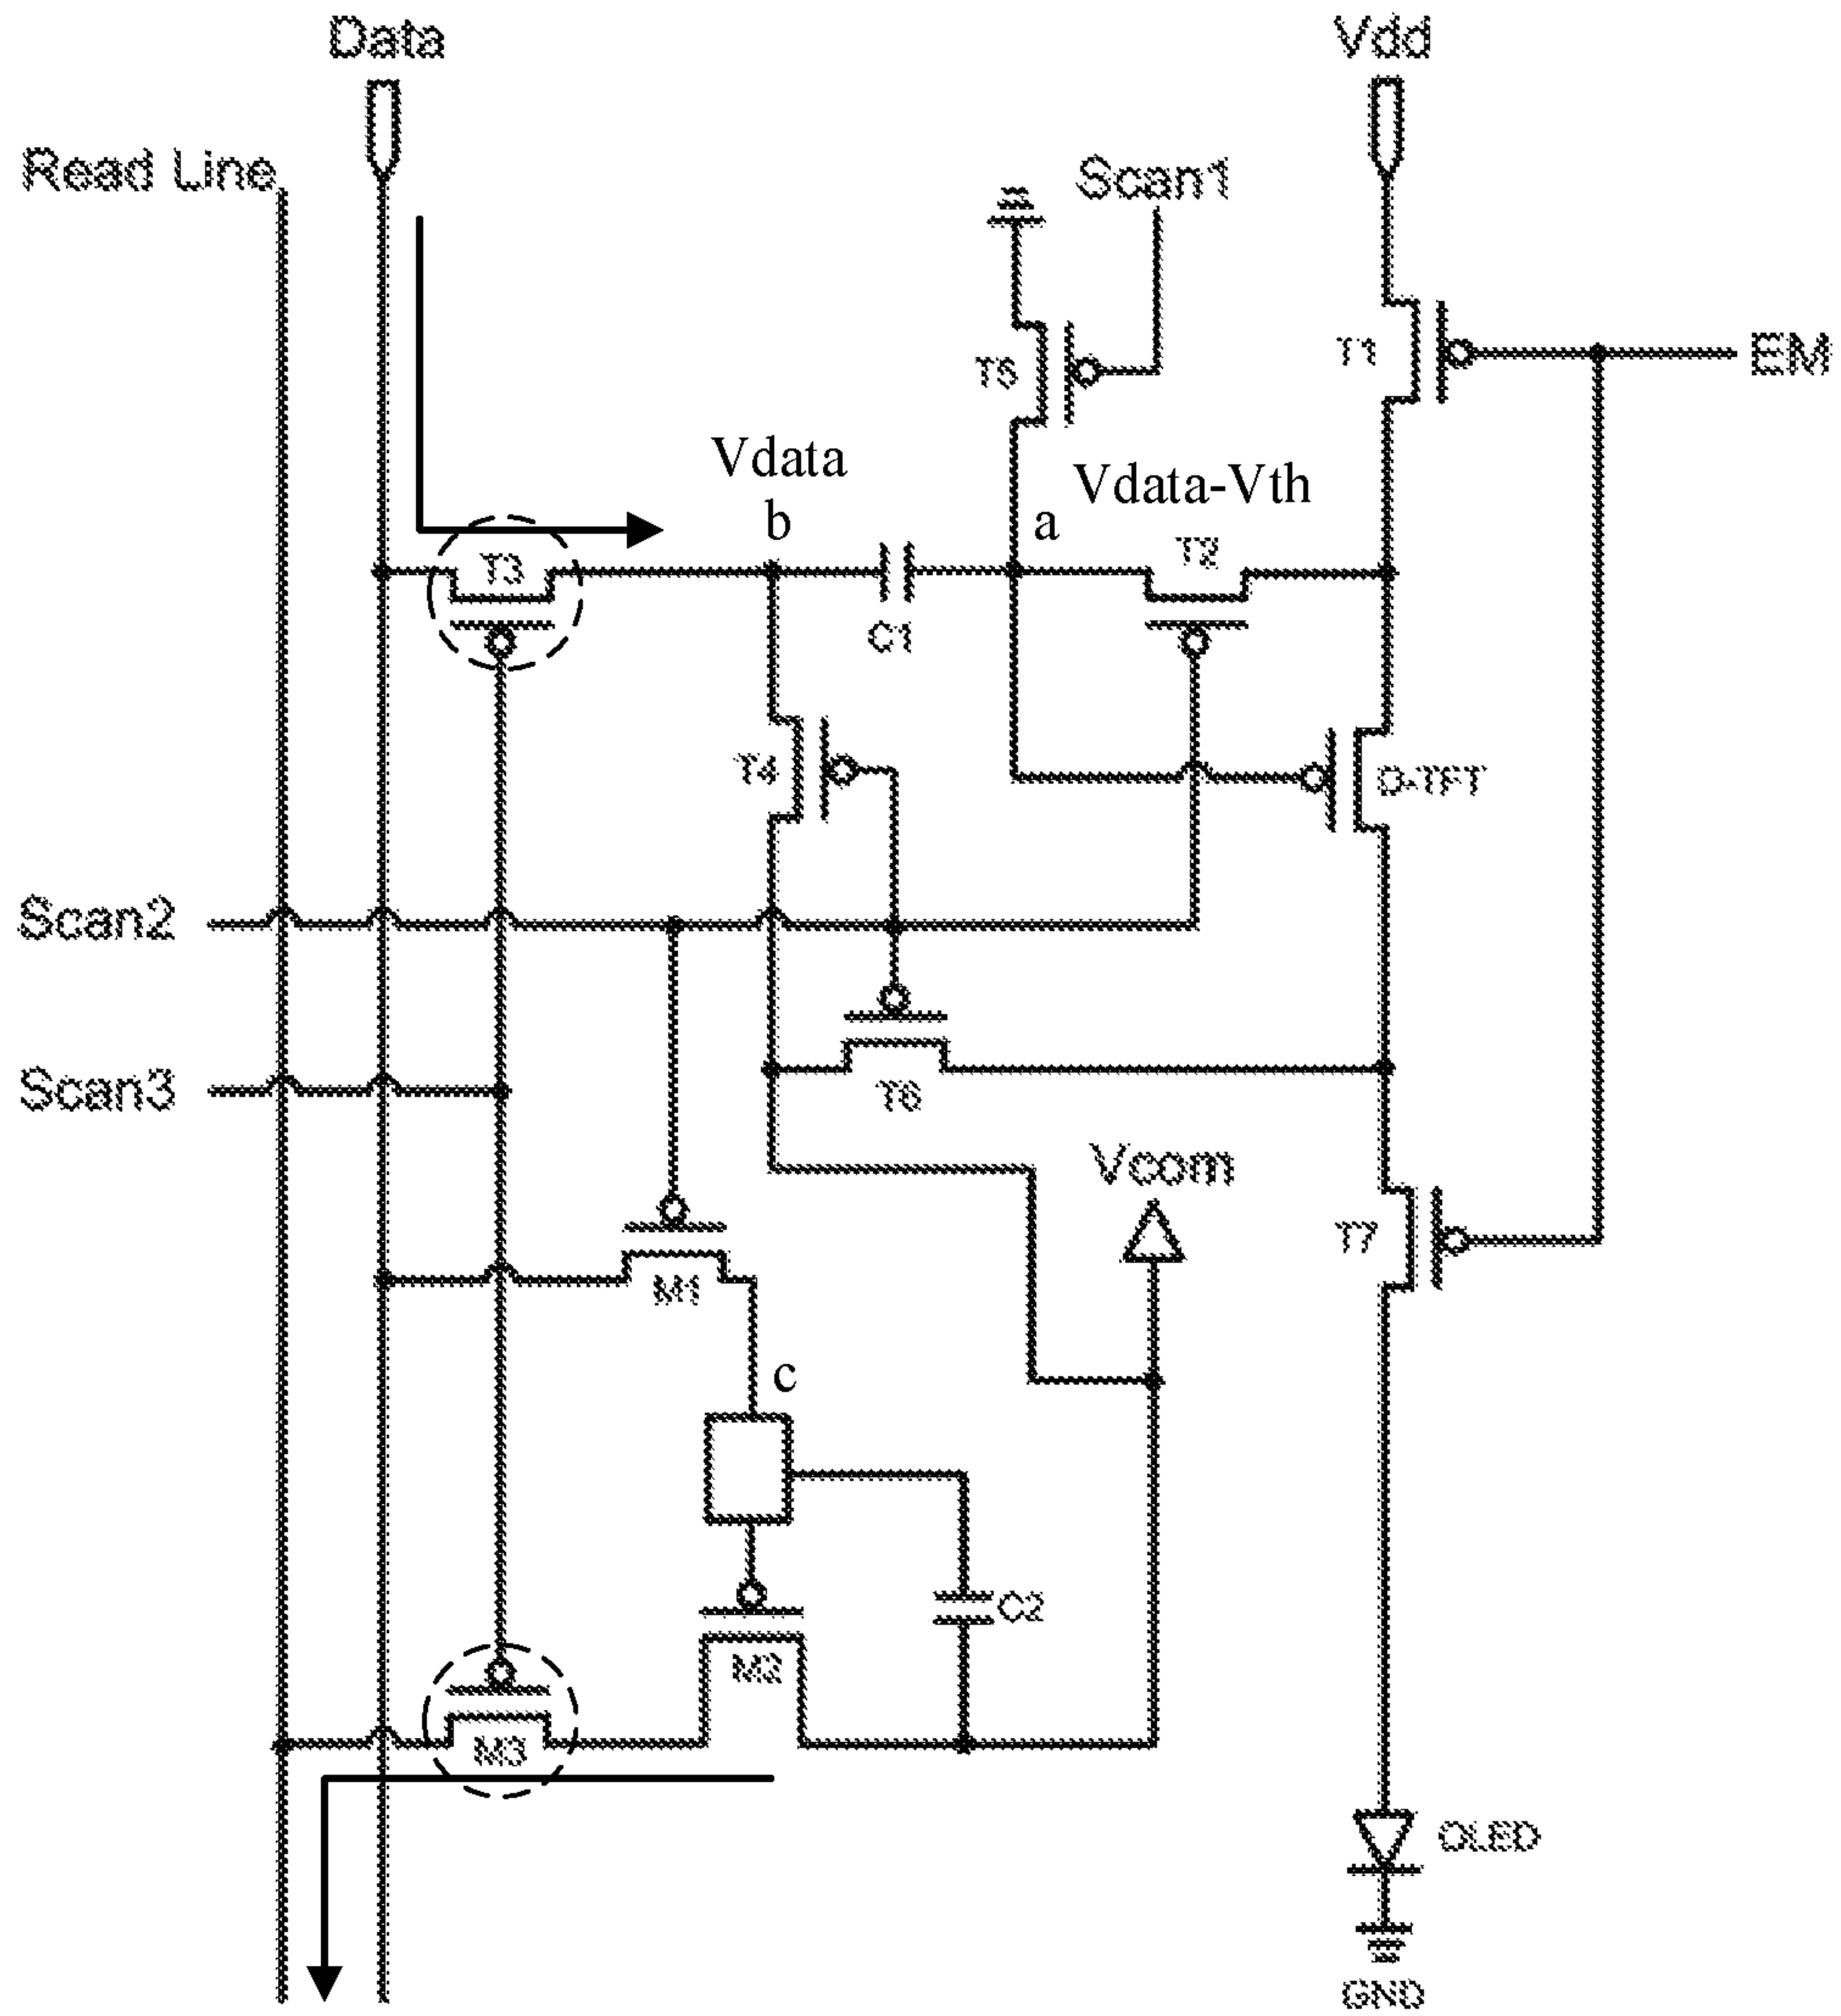 Data
Vdd
Read Line
Scan1
T5
T1
EM
Vdata
Vdata-Vth
b
a
T3
T2
C1
T4
D-TFT
Scan2
Scan3
T6
Vcom
T7
M1
c
C2
M2
M3
OLED
GND